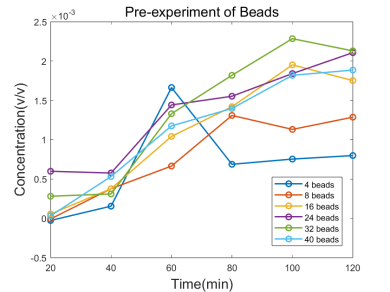 Pre-experiment of Beads
×10⁻³
2.5
2
1.5
1
0.5
0
-0.5
Concentration(v/v)
4 beads
8 beads
16 beads
24 beads
32 beads
40 beads
20 40 60 80 100 120
Time(min)